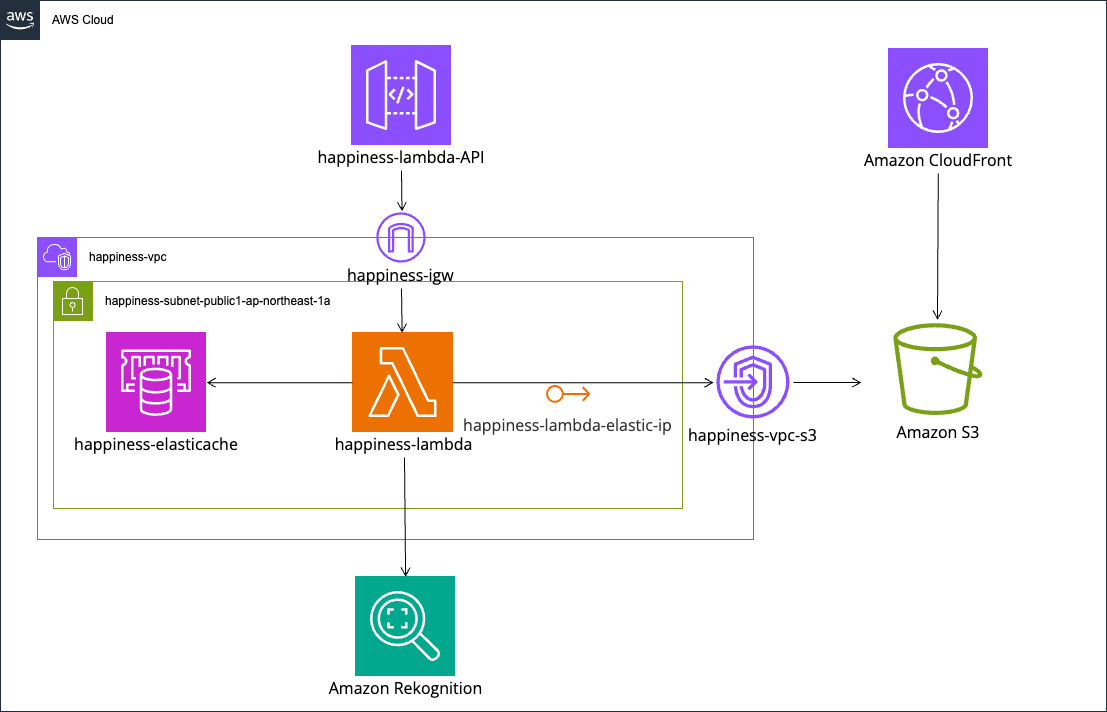 aws
AWS Cloud
happiness-lambda-API
Amazon CloudFront
happiness-vpc
happiness-igw
happiness-subnet-public1-ap-northeast-1a
happiness-elasticache
happiness-lambda
happiness-lambda-elastic-ip
happiness-vpc-s3
Amazon S3
Amazon Rekognition